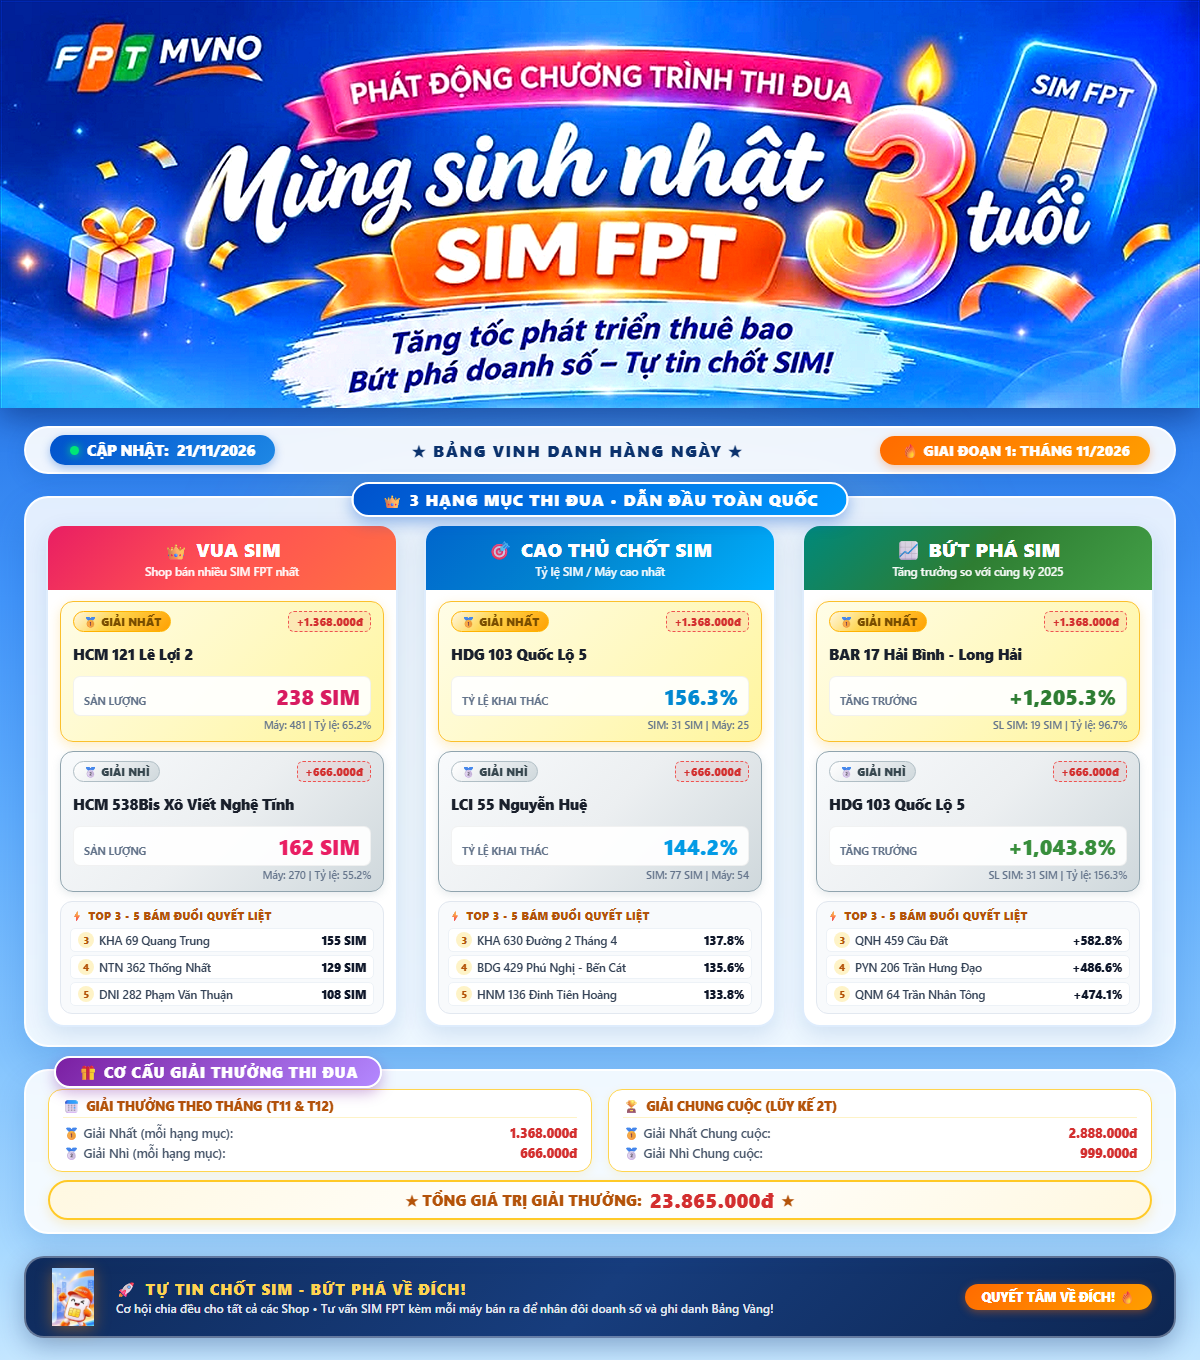 FPT MVNO
PHÁT ĐỘNG CHƯƠNG TRÌNH THI ĐUA
SIM FPT
Mừng sinh nhật 3 tuổi
SIM FPT
Tăng tốc phát triển thuê bao
Bứt phá doanh số – Tự tin chốt SIM!
CẬP NHẬT: 21/11/2026
★ BẢNG VINH DANH HÀNG NGÀY ★
GIAI ĐOẠN 1: THÁNG 11/2026
3 HẠNG MỤC THI ĐUA • DẪN ĐẦU TOÀN QUỐC
VUA SIM
Shop bán nhiều SIM FPT nhất
GIẢI NHẤT
+1.368.000đ
HCM 121 Lê Lợi 2
SẢN LƯỢNG
238 SIM
Máy: 481 | Tỷ lệ: 65.2%
GIẢI NHÌ
+666.000đ
HCM 538Bis Xô Viết Nghệ Tĩnh
SẢN LƯỢNG
162 SIM
Máy: 270 | Tỷ lệ: 55.2%
TOP 3 - 5 BÁM ĐUỔI QUYẾT LIỆT
3 KHA 69 Quang Trung 155 SIM
4 NTN 362 Thống Nhất 129 SIM
5 DNI 282 Phạm Văn Thuận 108 SIM
CAO THỦ CHỐT SIM
Tỷ lệ SIM / Máy cao nhất
GIẢI NHẤT
+1.368.000đ
HDG 103 Quốc Lộ 5
TỶ LỆ KHAI THÁC
156.3%
SIM: 31 SIM | Máy: 25
GIẢI NHÌ
+666.000đ
LCI 55 Nguyễn Huệ
TỶ LỆ KHAI THÁC
144.2%
SIM: 77 SIM | Máy: 54
TOP 3 - 5 BÁM ĐUỔI QUYẾT LIỆT
3 KHA 630 Đường 2 Tháng 4 137.8%
4 BDG 429 Phú Nghị - Bến Cát 135.6%
5 HNM 136 Đinh Tiên Hoàng 133.8%
BỨT PHÁ SIM
Tăng trưởng so với cùng kỳ 2025
GIẢI NHẤT
+1.368.000đ
BAR 17 Hải Bình - Long Hải
TĂNG TRƯỞNG
+1,205.3%
SL SIM: 19 SIM | Tỷ lệ: 96.7%
GIẢI NHÌ
+666.000đ
HDG 103 Quốc Lộ 5
TĂNG TRƯỞNG
+1,043.8%
SL SIM: 31 SIM | Tỷ lệ: 156.3%
TOP 3 - 5 BÁM ĐUỔI QUYẾT LIỆT
3 QNH 459 Cầu Đất +582.8%
4 PYN 206 Trần Hưng Đạo +486.6%
5 QNM 64 Trần Nhân Tông +474.1%
CƠ CẤU GIẢI THƯỞNG THI ĐUA
GIẢI THƯỞNG THEO THÁNG (T11 & T12)
Giải Nhất (mỗi hạng mục): 1.368.000đ
Giải Nhì (mỗi hạng mục): 666.000đ
GIẢI CHUNG CUỘC (LŨY KẾ 2T)
Giải Nhất Chung cuộc: 2.888.000đ
Giải Nhì Chung cuộc: 999.000đ
★ TỔNG GIÁ TRỊ GIẢI THƯỞNG: 23.865.000đ ★
TỰ TIN CHỐT SIM - BỨT PHÁ VỀ ĐÍCH!
Cơ hội chia đều cho tất cả các Shop • Tư vấn SIM FPT kèm mỗi máy bán ra để nhân đôi doanh số và ghi danh Bảng Vàng!
QUYẾT TÂM VỀ ĐÍCH!